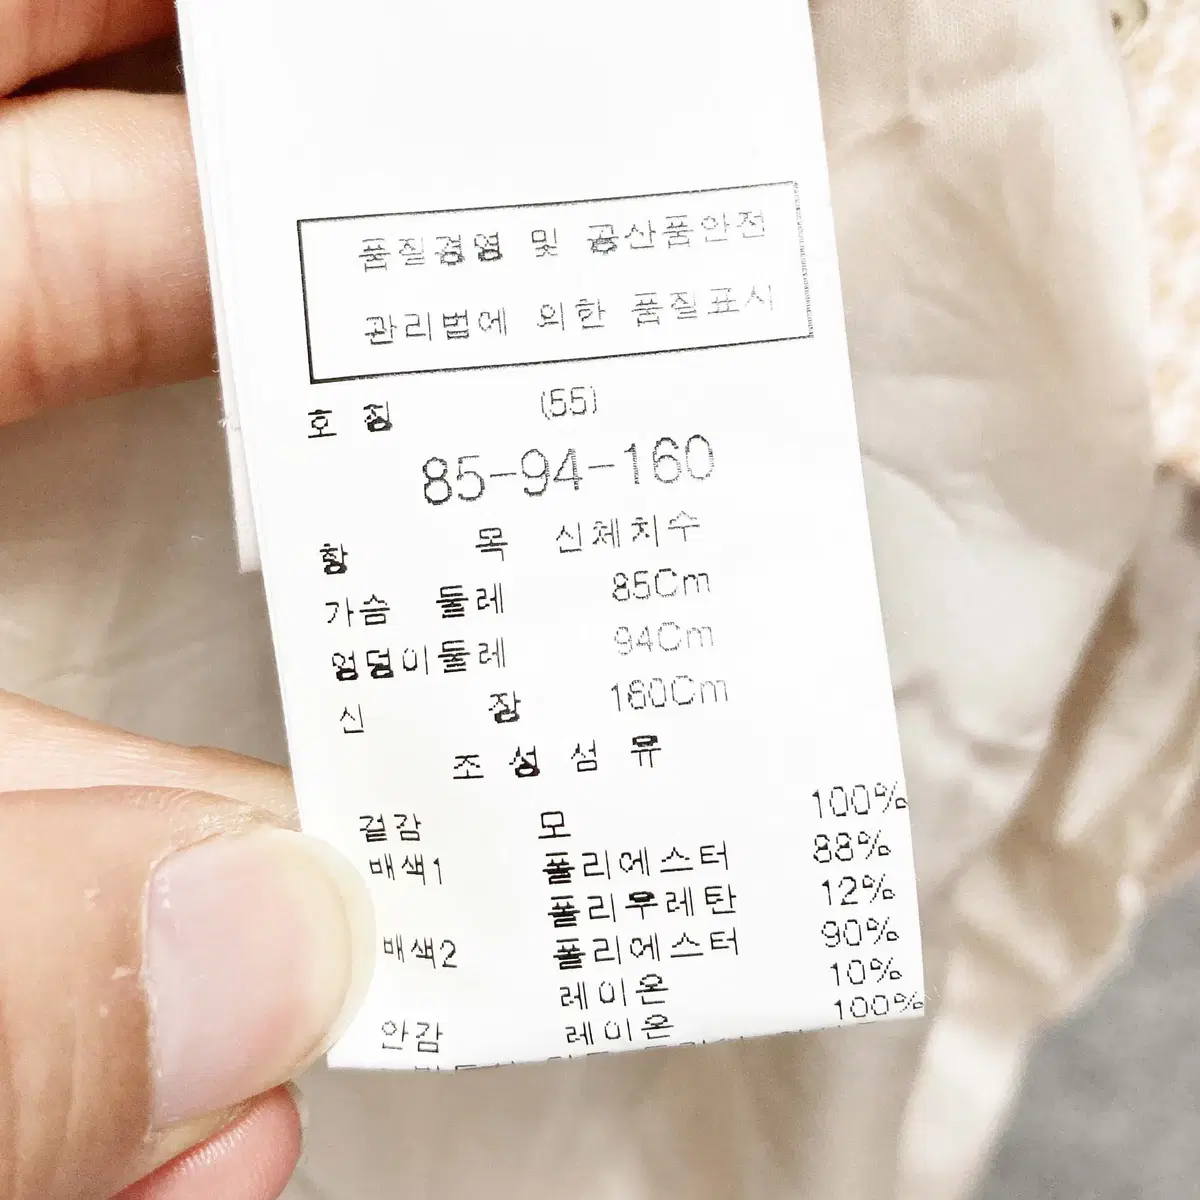 품질경영 및 공산품안전
관리법에 의한 품질표시
호 칭 (55)
85-94-160
항 목 신체치수
가슴 둘레 85Cm
엉덩이둘레 94Cm
신 장 160Cm
조 성 섬 유
겉감 모 100%
배색1 폴리에스터 88%
폴리우레탄 12%
배색2 폴리에스터 90%
레이온 10%
안감 레이온 100%